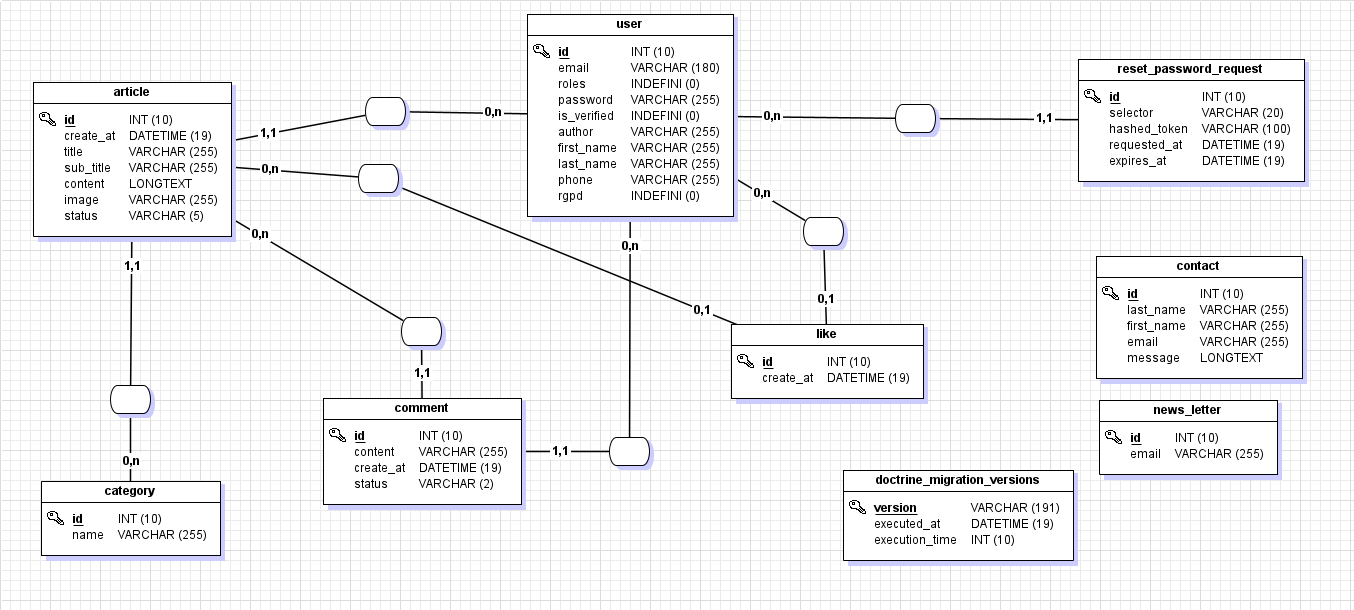 user
id INT (10)
email VARCHAR (180)
roles INDEFINI (0)
password VARCHAR (255)
is_verified INDEFINI (0)
author VARCHAR (255)
first_name VARCHAR (255)
last_name VARCHAR (255)
phone VARCHAR (255)
rgpd INDEFINI (0)
article
id INT (10)
create_at DATETIME (19)
title VARCHAR (255)
sub_title VARCHAR (255)
content LONGTEXT
image VARCHAR (255)
status VARCHAR (5)
reset_password_request
id INT (10)
selector VARCHAR (20)
hashed_token VARCHAR (100)
requested_at DATETIME (19)
expires_at DATETIME (19)
1,1
0,n
0,n
1,1
0,n
0,1
0,n
0,1
0,n
1,1
0,n
1,1
1,1
0,n
contact
id INT (10)
last_name VARCHAR (255)
first_name VARCHAR (255)
email VARCHAR (255)
message LONGTEXT
like
id INT (10)
create_at DATETIME (19)
comment
id INT (10)
content VARCHAR (255)
create_at DATETIME (19)
status VARCHAR (2)
news_letter
id INT (10)
email VARCHAR (255)
category
id INT (10)
name VARCHAR (255)
doctrine_migration_versions
version VARCHAR (191)
executed_at DATETIME (19)
execution_time INT (10)